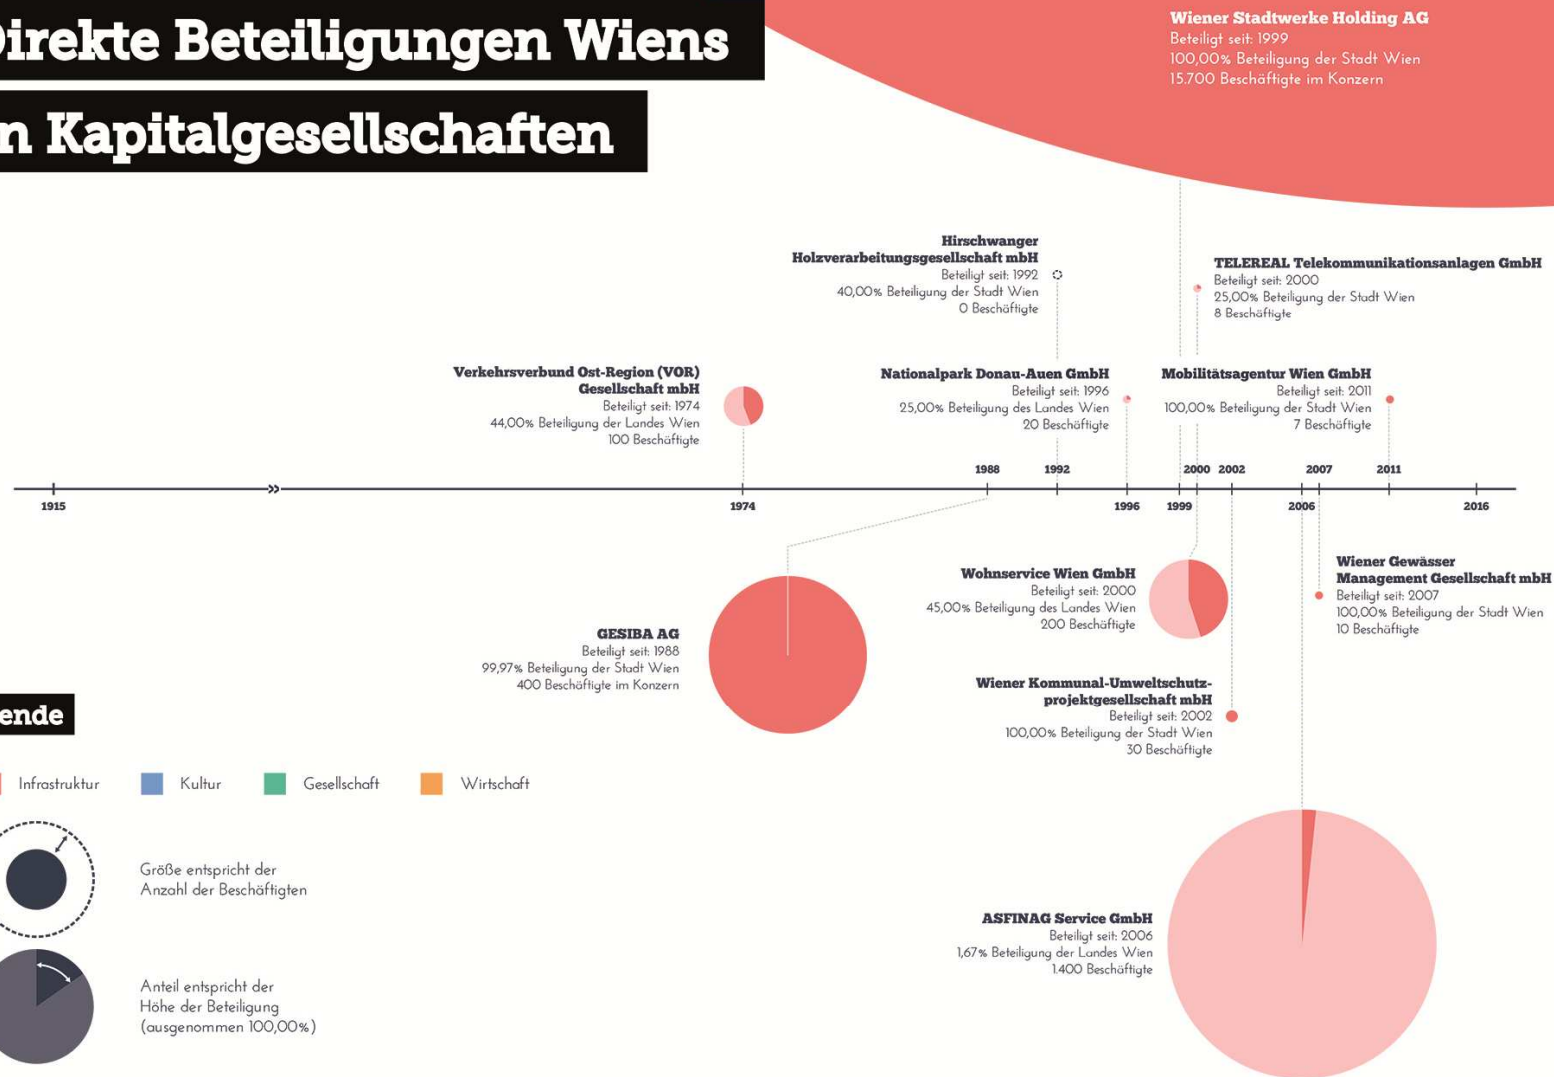 Direkte Beteiligungen Wiens
n Kapitalgesellschaften
Wiener Stadtwerke Holding AG
Beteiligt seit: 1999
100,00% Beteiligung der Stadt Wien
15.700 Beschäftigte im Konzern
Hirschwanger
Holzverarbeitungsgesellschaft mbH
Beteiligt seit: 1992
40,00% Beteiligung der Stadt Wien
0 Beschäftigte
TELEREAL Telekommunikationsanlagen GmbH
Beteiligt seit: 2000
25,00% Beteiligung der Stadt Wien
8 Beschäftigte
Verkehrsverbund Ost-Region (VOR)
Gesellschaft mbH
Beteiligt seit: 1974
44,00% Beteiligung der Landes Wien
100 Beschäftigte
Nationalpark Donau-Auen GmbH
Beteiligt seit: 1996
25,00% Beteiligung des Landes Wien
20 Beschäftigte
Mobilitätsagentur Wien GmbH
Beteiligt seit: 2011
100,00% Beteiligung der Stadt Wien
7 Beschäftigte
1988 1992 2000 2002 2007 2011
»
1915 1974 1996 1999 2006 2016
GESIBA AG
Beteiligt seit: 1988
99,97% Beteiligung der Stadt Wien
400 Beschäftigte im Konzern
Wohnservice Wien GmbH
Beteiligt seit: 2000
45,00% Beteiligung des Landes Wien
200 Beschäftigte
Wiener Gewässer
Management Gesellschaft mbH
Beteiligt seit: 2007
100,00% Beteiligung der Stadt Wien
10 Beschäftigte
Wiener Kommunal-Umweltschutz-
projektgesellschaft mbH
Beteiligt seit: 2002
100,00% Beteiligung der Stadt Wien
30 Beschäftigte
ASFINAG Service GmbH
Beteiligt seit: 2006
1,67% Beteiligung der Landes Wien
1.400 Beschäftigte
ende
Infrastruktur Kultur Gesellschaft Wirtschaft
Größe entspricht der
Anzahl der Beschäftigten
Anteil entspricht der
Höhe der Beteiligung
(ausgenommen 100,00%)